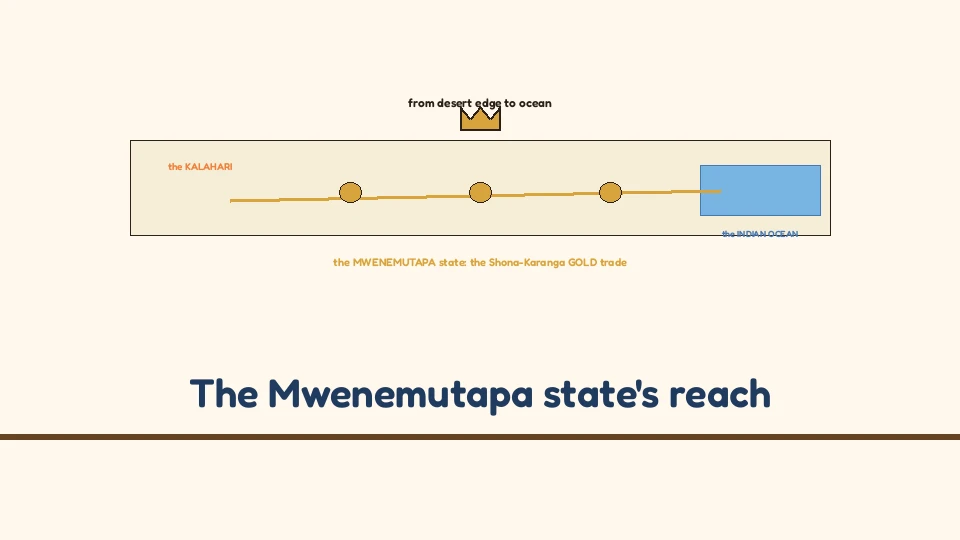 from desert edge to ocean
the KALAHARI
the INDIAN OCEAN
the MWENEMUTAPA state: the Shona-Karanga GOLD trade
The Mwenemutapa state's reach